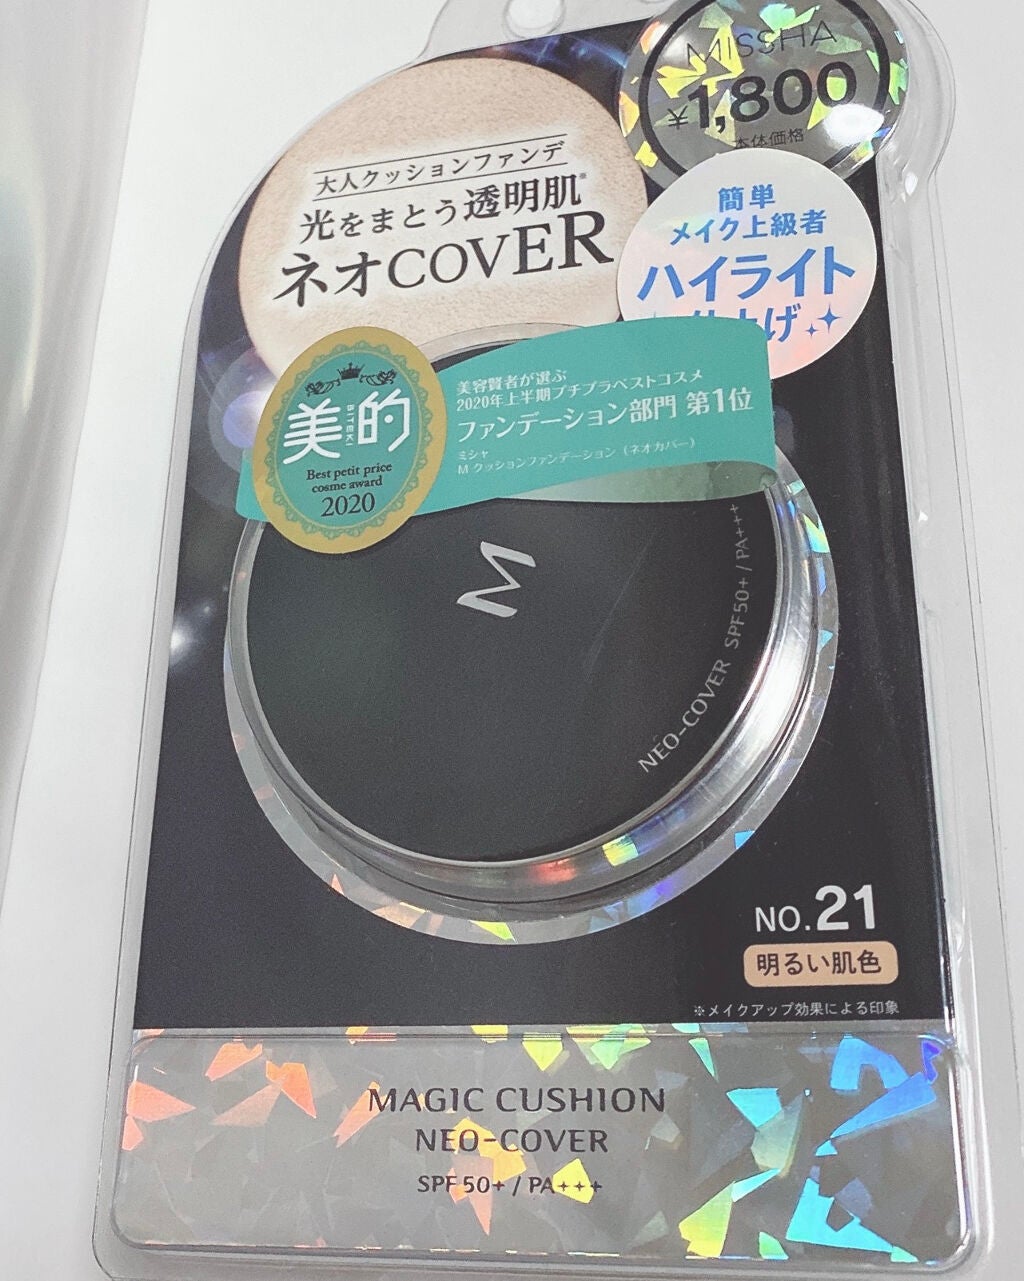 MISSHA
¥1,800
本体価格
大人クッションファンデ
光をまとう透明肌※
ネオCOVER
簡単
メイク上級者
ハイライト
仕上げ
美的
BITEKI
Best petit price
cosme award
2020
美容賢者が選ぶ
2020年上半期プチプラベストコスメ
ファンデーション部門 第1位
ミシャ
M クッションファンデーション（ネオカバー）
M
NEO-COVER SPF50+ / PA+++
NO.21
明るい肌色
※メイクアップ効果による印象
MAGIC CUSHION
NEO-COVER
SPF 50+ / PA+++